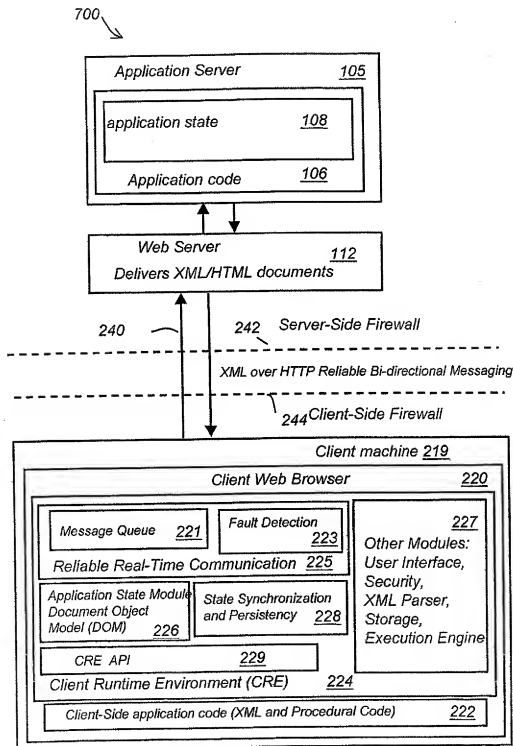 700
Application Server 105
application state 108
Application code 106
Web Server 112
Delivers XML/HTML documents
240
242 Server-Side Firewall
XML over HTTP Reliable Bi-directional Messaging
244 Client-Side Firewall
Client machine 219
Client Web Browser 220
Message Queue 221
Fault Detection
223
Reliable Real-Time Communication 225
227
Other Modules:
User Interface,
Security,
XML Parser,
Storage,
Execution Engine
Application State Module
Document Object
Model (DOM) 226
State Synchronization
and Persistency 228
CRE API 229
Client Runtime Environment (CRE) 224
Client-Side application code (XML and Procedural Code) 222